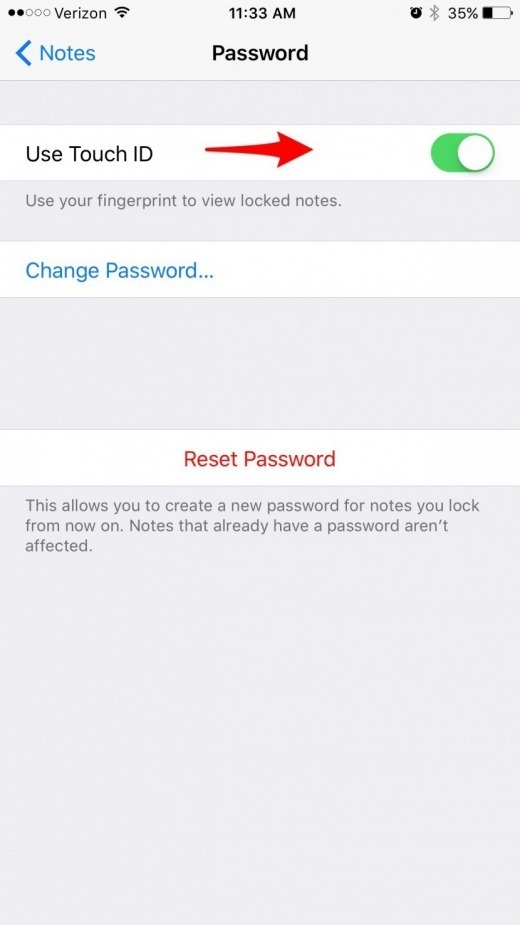 Verizon 11:33 AM 35%
Notes Password
Use Touch ID
Use your fingerprint to view locked notes.
Change Password...
Reset Password
This allows you to create a new password for notes you lock
from now on. Notes that already have a password aren't
affected.